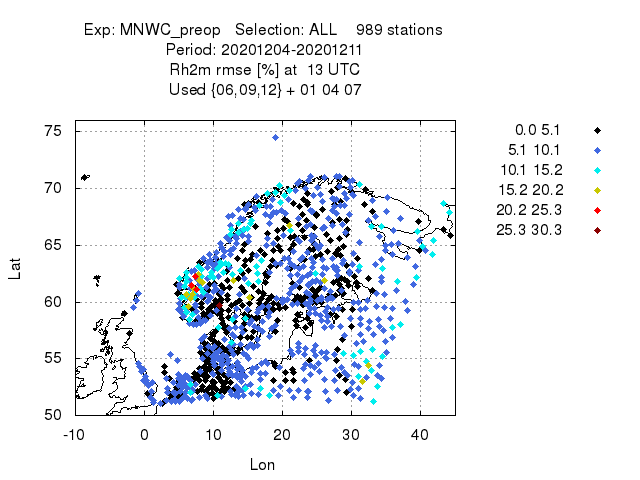 Exp: MNWC_preop   Selection: ALL    989 stations
Period: 20201204-20201211
Rh2m rmse [%] at  13 UTC
Used {06,09,12} + 01 04 07
0.0 5.1
5.1 10.1
10.1 15.2
15.2 20.2
20.2 25.3
25.3 30.3
75
70
65
60
55
50
Lat
-10 0 10 20 30 40
Lon